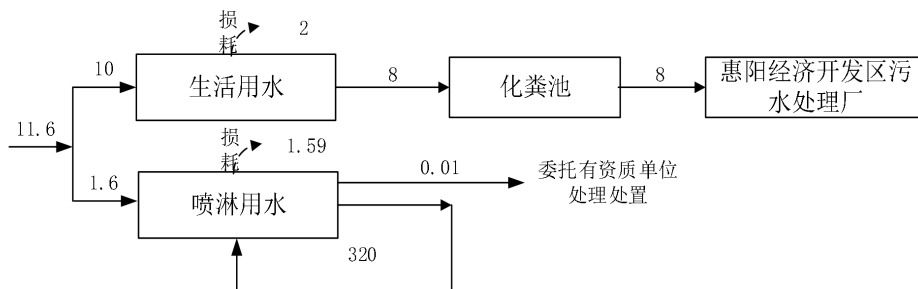 损
耗
2
10
生活用水
8
化粪池
8
惠阳经济开发区污
水处理厂
11.6
损
耗
1.59
1.6
喷淋用水
0.01
委托有资质单位
处理处置
320